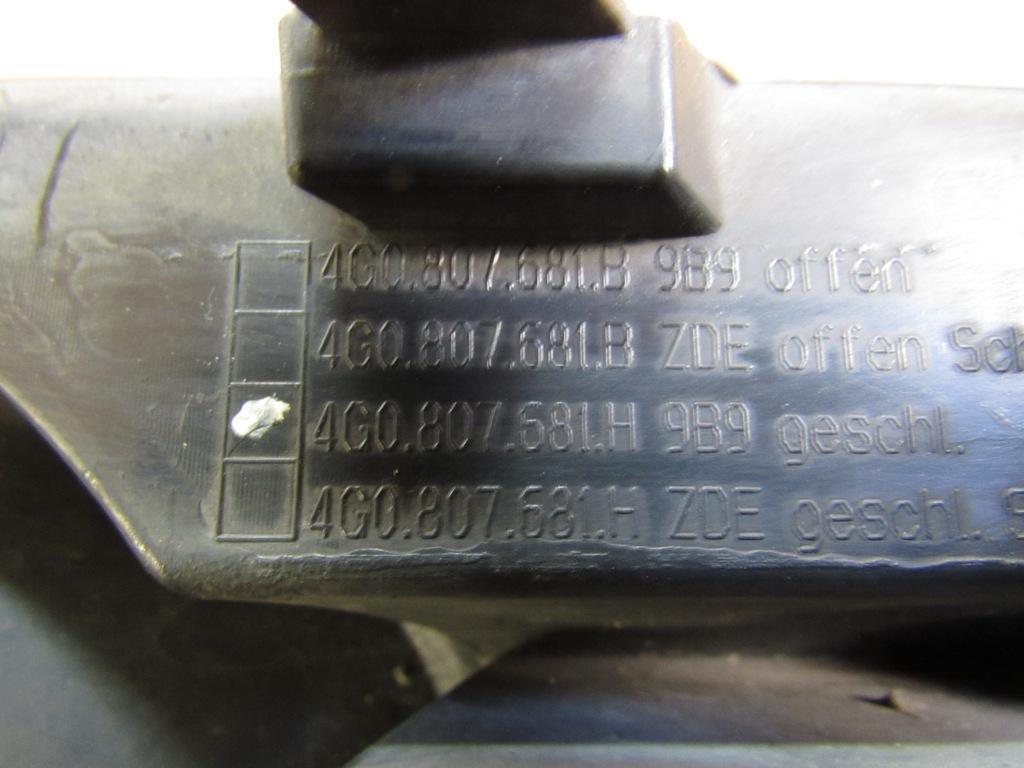 4G0.807.681.B 9B9 offen
4G0.807.681.B ZDE offen Sch
4G0.807.681.H 9B9 geschl.
4G0.807.681.H ZDE geschl. S